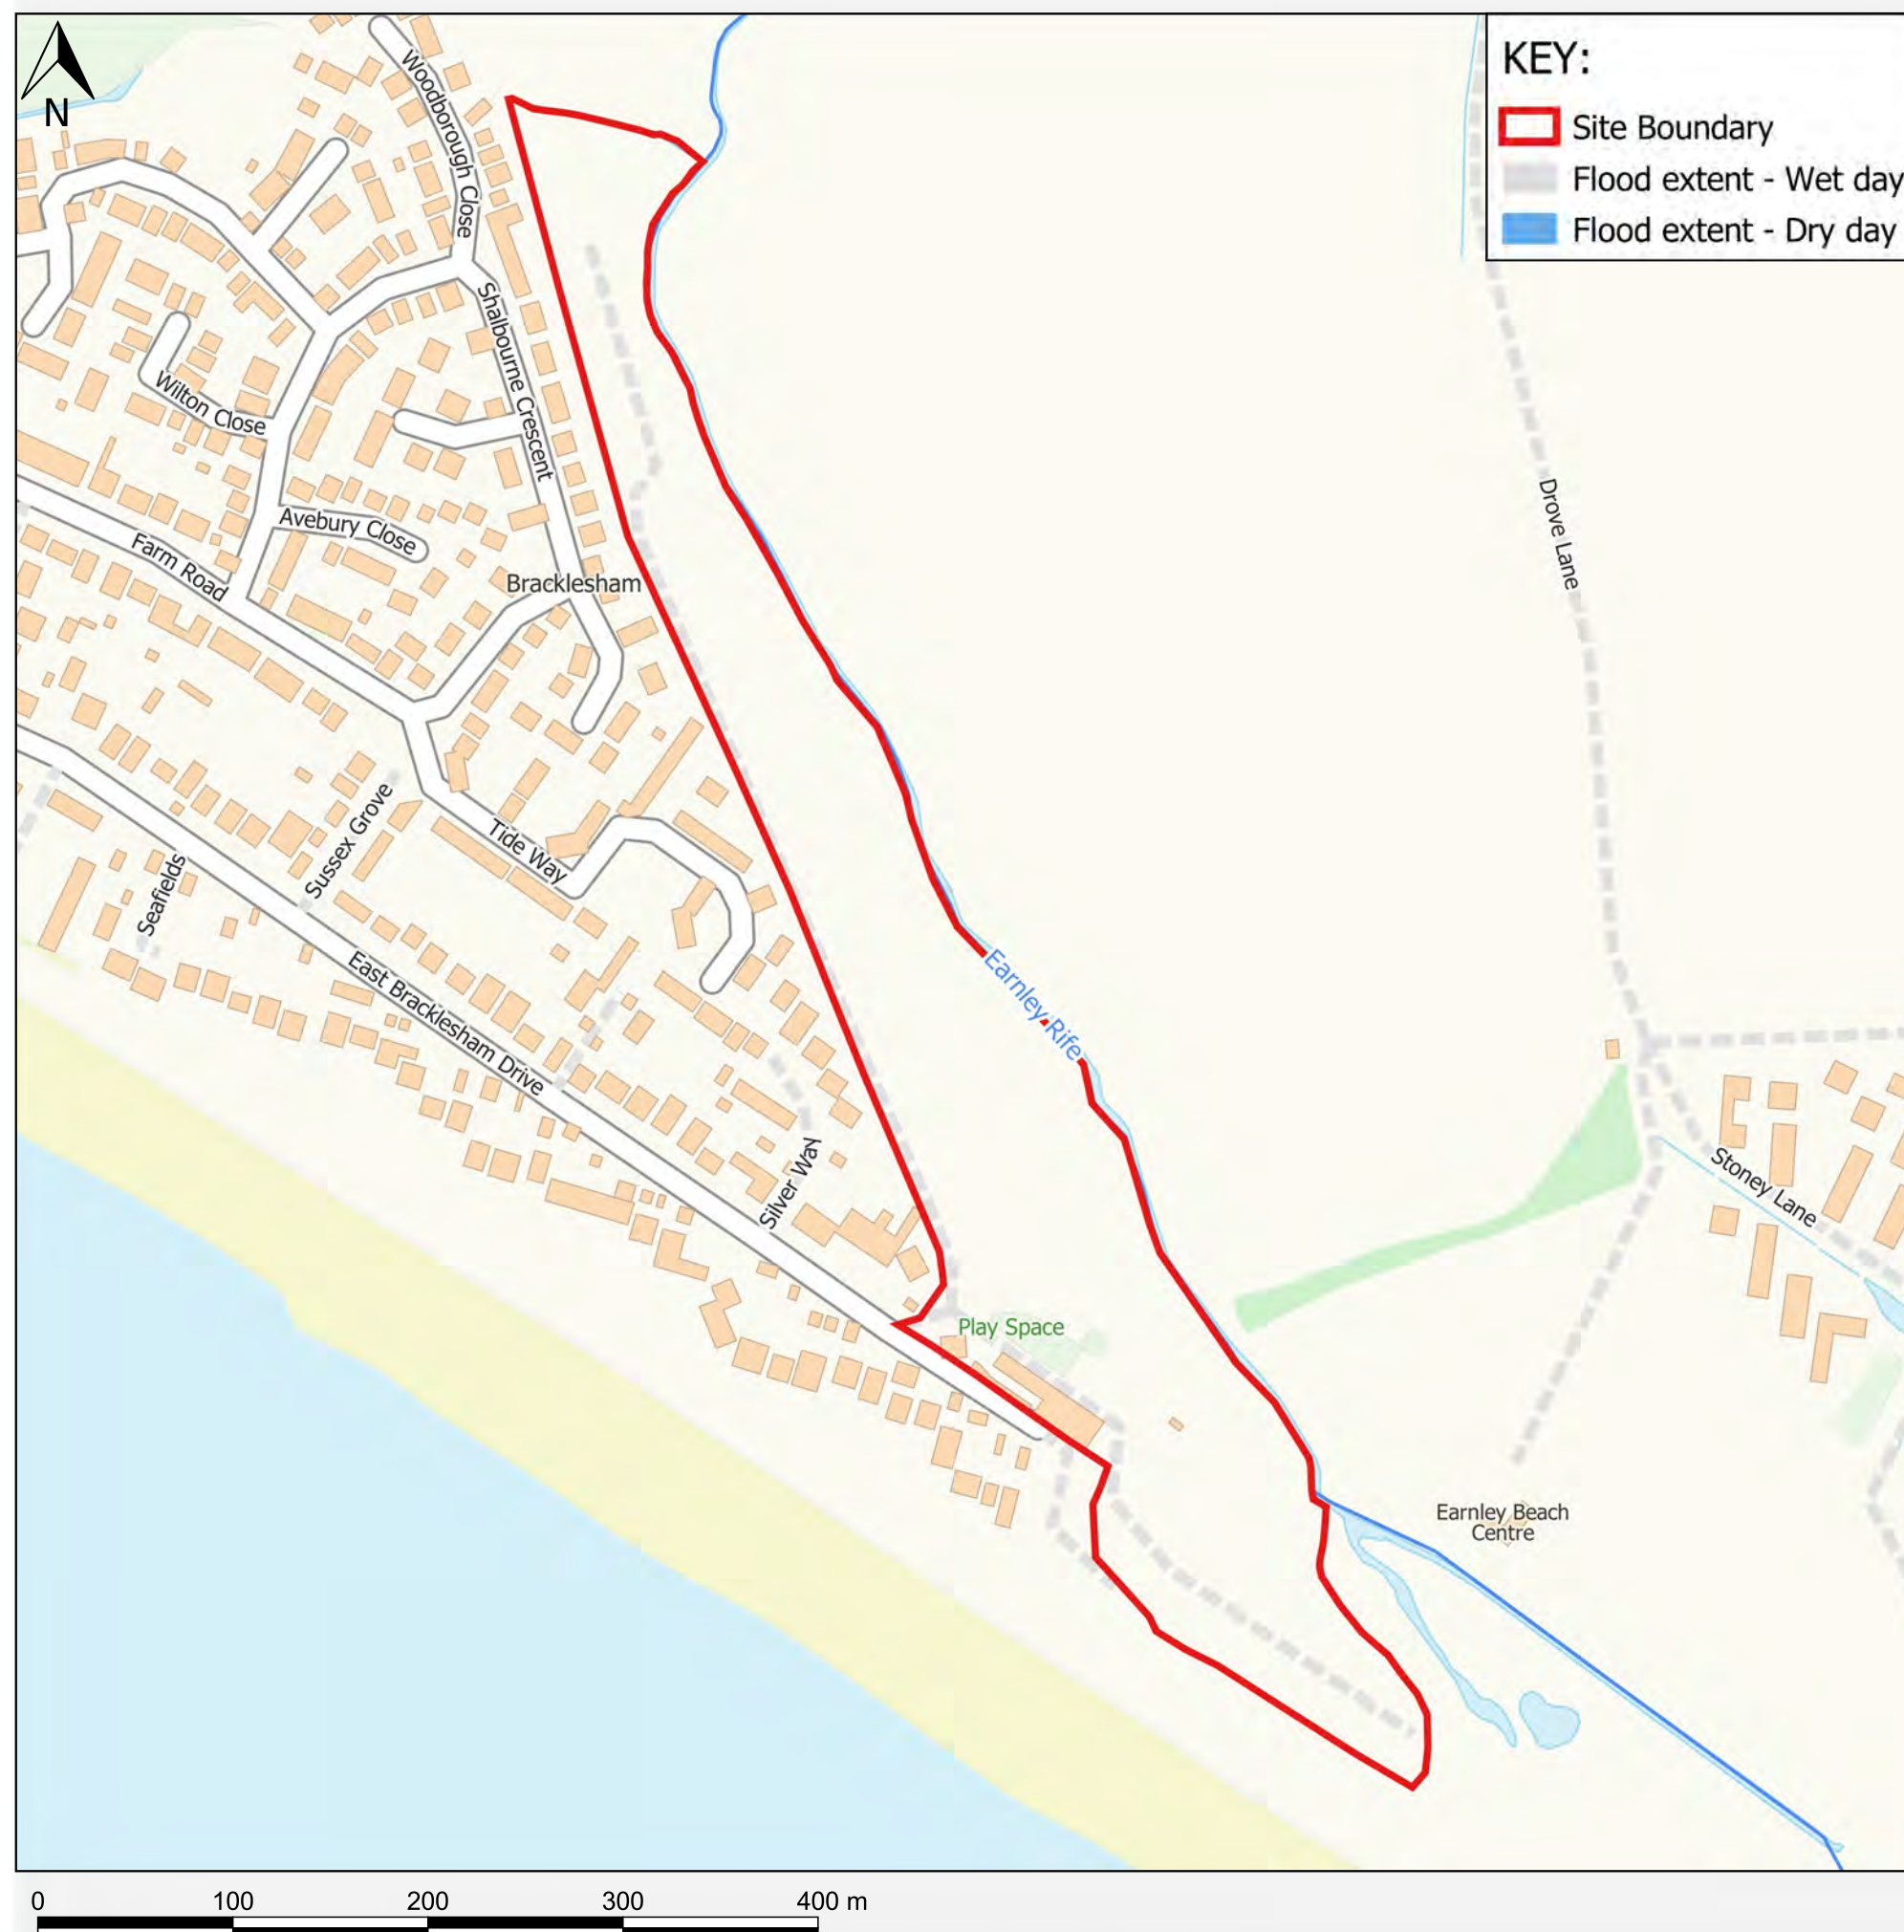 N
KEY:
Site Boundary
Flood extent - Wet day
Flood extent - Dry day
Woodborough Close
Shalbourne Crescent
Wilton Close
Avebury Close
Farm Road
Bracklesham
Drove Lane
Sussex Grove
Tide Way
Seafields
East Bracklesham Drive
Earnley Rife
Silver Way
Stoney Lane
Play Space
Earnley Beach
Centre
0 100 200 300 400 m